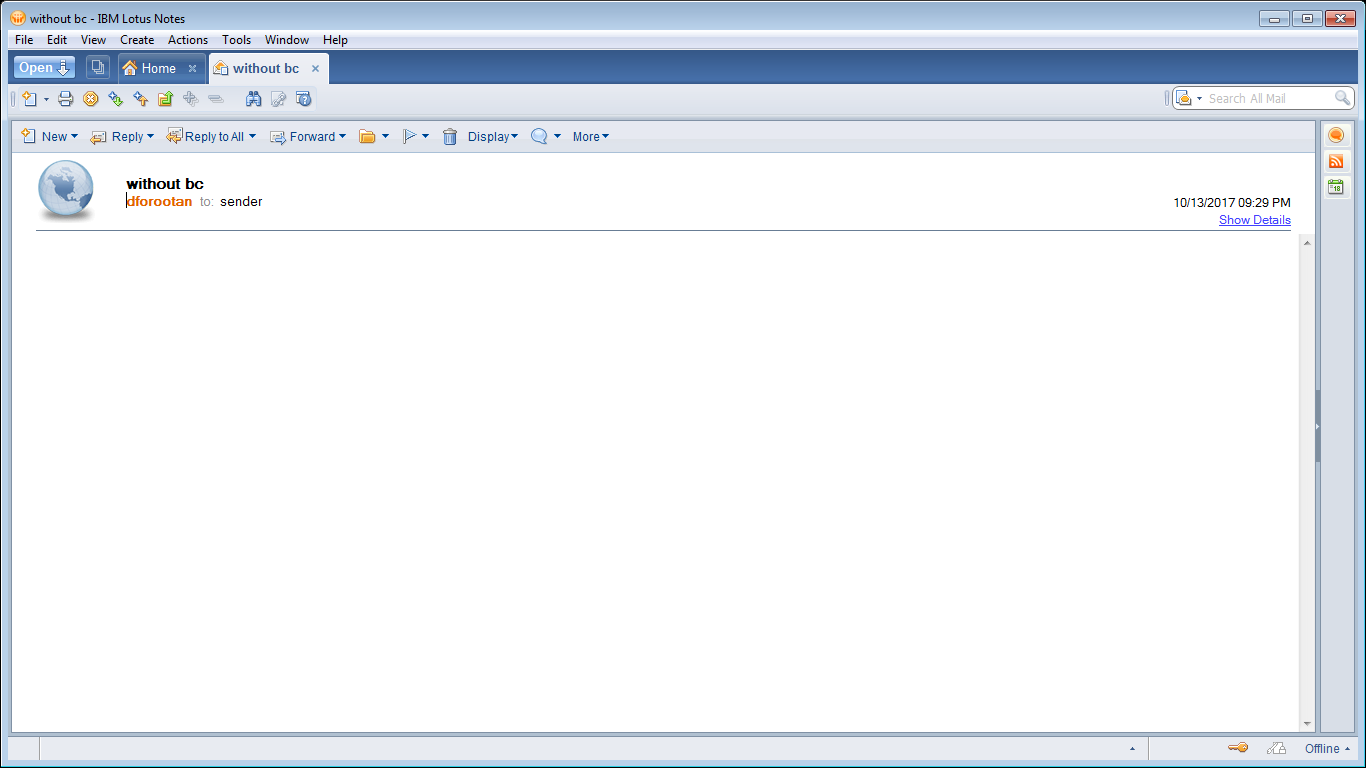 without bc - IBM Lotus Notes
File Edit View Create Actions Tools Window Help
Open Home without bc
Search All Mail
New Reply Reply to All Forward Display More
without bc
dforootan to: sender
10/13/2017 09:29 PM
Show Details
18
Offline